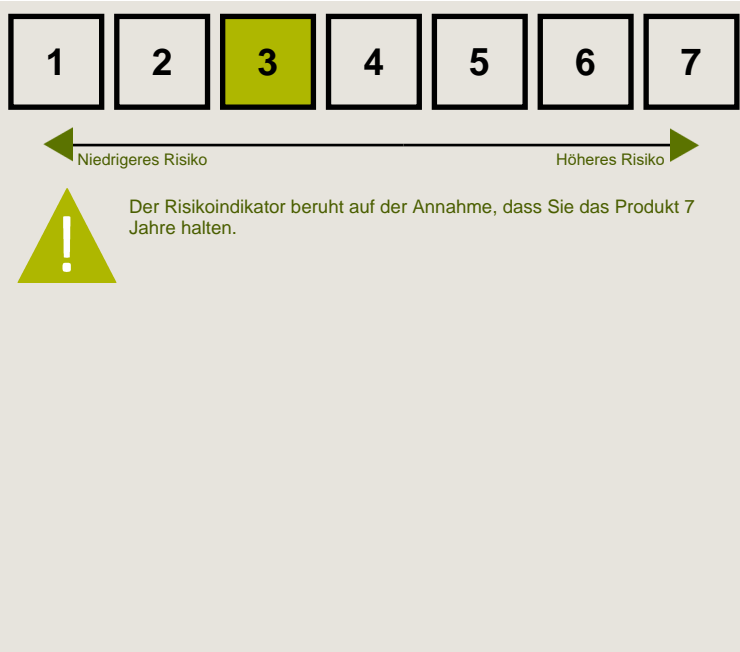 1 2 3 4 5 6 7
Niedrigeres Risiko Höheres Risiko
!
Der Risikoindikator beruht auf der Annahme, dass Sie das Produkt 7
Jahre halten.